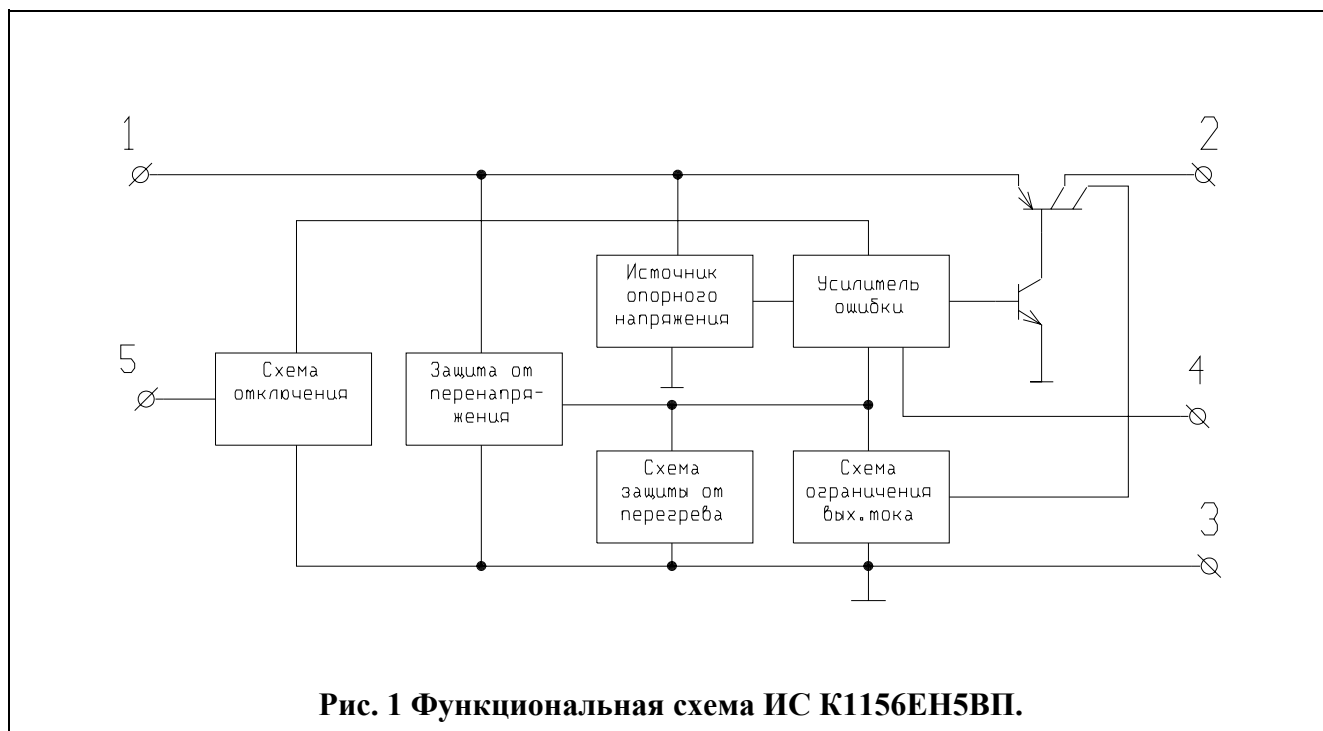 1
2
Источник
опорного
напряжения
Усилитель
ошибки
5
Схема
отключения
Защита от
перенапря-
жения
4
Схема
защиты от
перегрева
Схема
ограничения
вых.тока
3
Рис. 1 Функциональная схема ИС К1156ЕН5ВП.